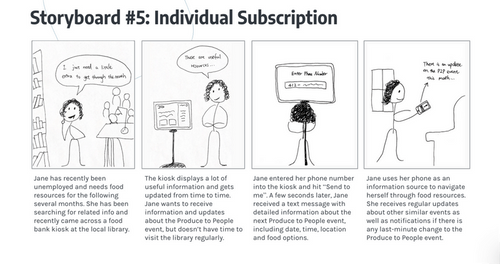 Storyboard #5: Individual Subscription
I just need a little
extra to get through the month
These are useful
resources...
Enter Phone Number
412 -
There is an update
on the P2P event
this month...
Jane has recently been
unemployed and needs food
resources for the following
several months. She has been
searching for related info and
recently came across a food
bank kiosk at the local library.
The kiosk displays a lot of
useful information and gets
updated from time to time.
Jane wants to receive
information and updates
about the Produce to People
event, but doesn't have time to
visit the library regularly.
Jane entered her phone number
into the kiosk and hit "Send to
me". A few seconds later, Jane
received a text message with
detailed information about the
next Produce to People event,
including date, time, location
and food options.
Jane uses her phone as an
information source to navigate
herself through food resources.
She receives regular updates
about other similar events as
well as notifications if there is
any last-minute change to the
Produce to People event.